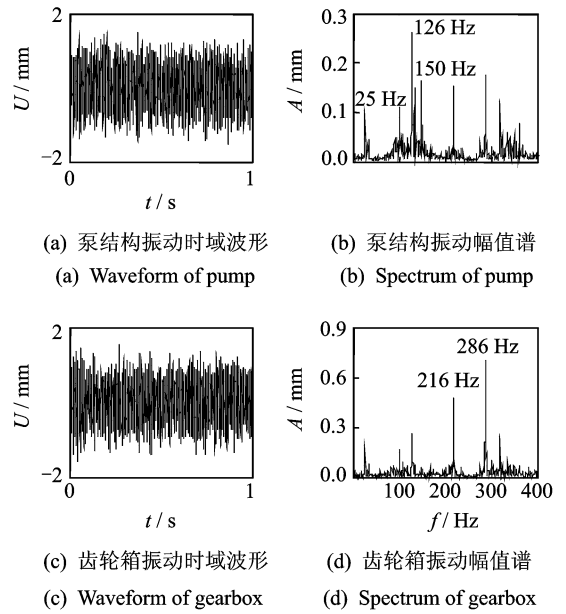 2
U / mm
−2
0
1
t / s
0.3
0.2
0.1
0.0
A / mm
126 Hz
150 Hz
25 Hz
(a) 泵结构振动时域波形
(a) Waveform of pump
(b) 泵结构振动幅值谱
(b) Spectrum of pump
2
U / mm
−2
0
1
t / s
0.9
0.6
0.3
0.0
A / mm
286 Hz
216 Hz
100 200 300 400
f / Hz
(c) 齿轮箱振动时域波形
(c) Waveform of gearbox
(d) 齿轮箱振动幅值谱
(d) Spectrum of gearbox